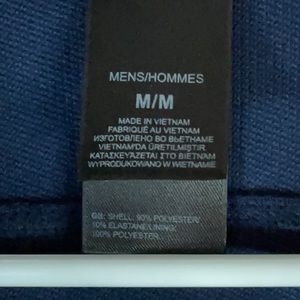 MENS/HOMMES
M/M
MADE IN VIETNAM
FABRIQUÉ AU VIETNAM
ИЗГОТОВЛЕНО ВО ВЬЕТНАМЕ
VIETNAM'DA ÜRETILMIŞTIR.
ΚΑΤΑΣΚΕΥΑΖΕΤΑΙ ΣΤΟ ΒΙΕΤΝΑΜ
WYPRODUKOWANO W WIETNAMIE
GB: SHELL: 90% POLYESTER/
10% ELASTANE/LINING:
100% POLYESTER.